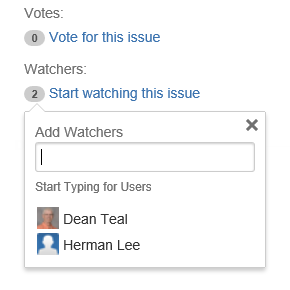 Votes:
0 Vote for this issue
Watchers:
2 Start watching this issue
Add Watchers
Start Typing for Users
Dean Teal
Herman Lee